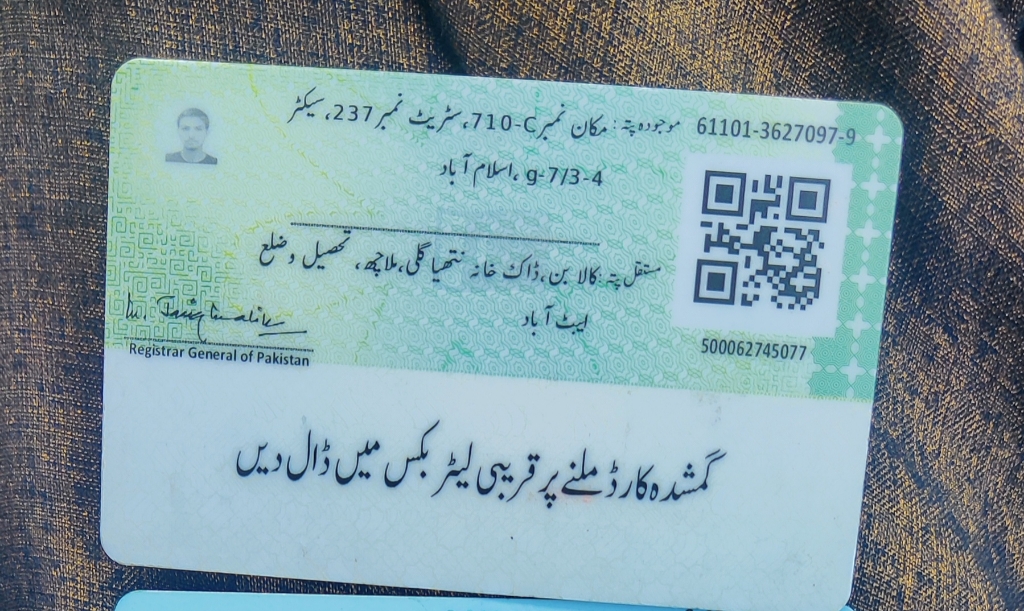 61101-3627097-9
موجودہ پتہ: مکان نمبر 710-C، سٹریٹ نمبر 237، سیکٹر
g-7/3-4، اسلام آباد
مستقل پتہ: کالا بن، ڈاک خانہ نتھیا گلی، ملاچھ، تحصیل و ضلع
ایبٹ آباد
500062745077
Registrar General of Pakistan
گمشدہ کارڈ ملنے پر قریبی لیٹر بکس میں ڈال دیں